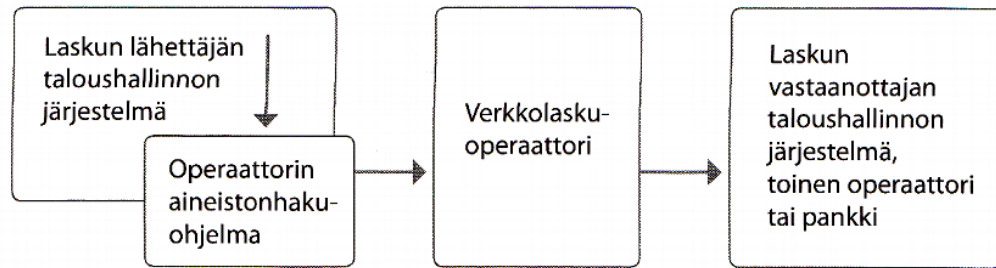 Laskun lähettäjän
taloushallinnon
järjestelmä
Operaattorin
aineistonhaku-
ohjelma
Verkkolasku-
operaattori
Laskun
vastaanottajan
taloushallinnon
järjestelmä,
toinen operaattori
tai pankki